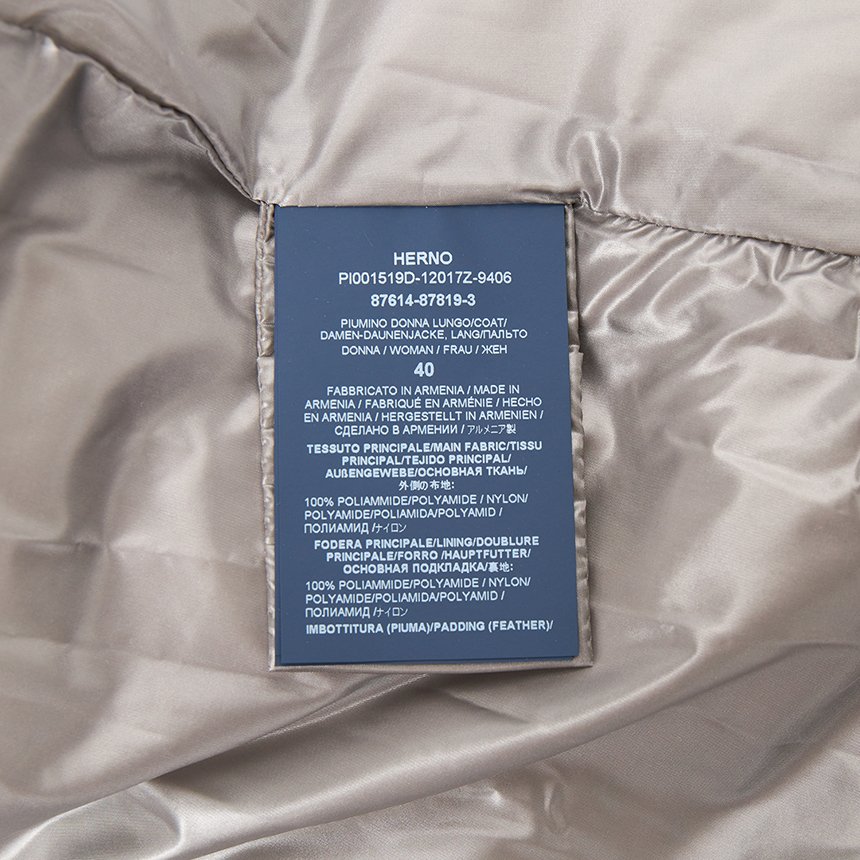 HERNO
PI001519D-12017Z-9406
87614-87819-3
PIUMINO DONNA LUNGO/COAT/
DAMEN-DAUNENJACKE, LANG/ПАЛЬТО
DONNA / WOMAN / FRAU / ЖЕН
40
FABBRICATO IN ARMENIA / MADE IN
ARMENIA / FABRIQUÉ EN ARMÉNIE / HECHO
EN ARMENIA / HERGESTELLT IN ARMENIEN /
СДЕЛАНО В АРМЕНИИ / アルメニア製
TESSUTO PRINCIPALE/MAIN FABRIC/TISSU
PRINCIPAL/TEJIDO PRINCIPAL/
AUßENGEWEBE/ОСНОВНАЯ ТКАНЬ/
外側の布地:
100% POLIAMMIDE/POLYAMIDE / NYLON/
POLYAMIDE/POLIAMIDA/POLYAMID /
ПОЛИАМИД /ナイロン
FODERA PRINCIPALE/LINING/DOUBLURE
PRINCIPALE/FORRO /HAUPTFUTTER/
ОСНОВНАЯ ПОДКЛАДКА/裏地:
100% POLIAMMIDE/POLYAMIDE / NYLON/
POLYAMIDE/POLIAMIDA/POLYAMID /
ПОЛИАМИД /ナイロン
IMBOTTITURA (PIUMA)/PADDING (FEATHER)/